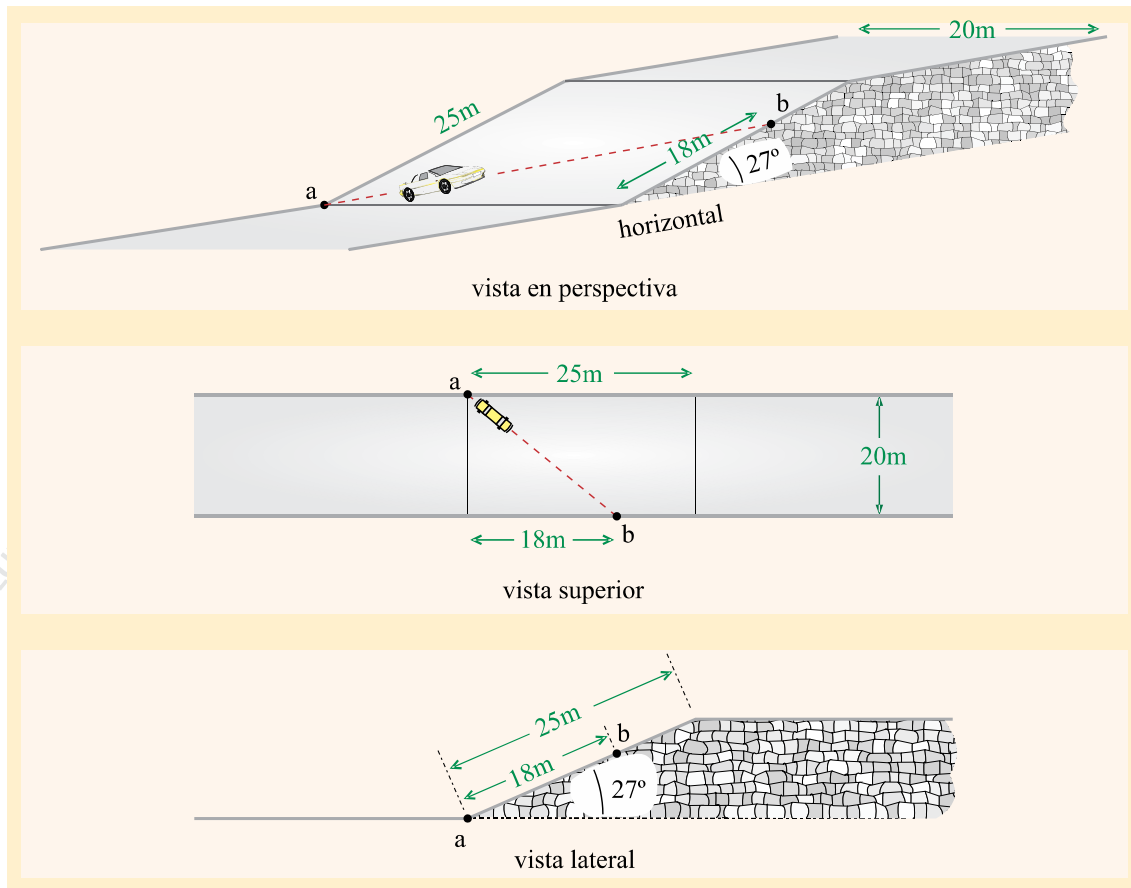 20m
25m
b
18m
27º
a
horizontal
vista en perspectiva
a
25m
20m
18m
b
vista superior
25m
b
18m
27º
a
vista lateral